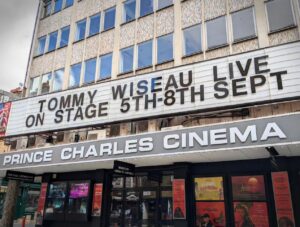 TOMMY WISEAU LIVE
ON STAGE 5TH-8TH SEPT
PRINCE CHARLES CINEMA